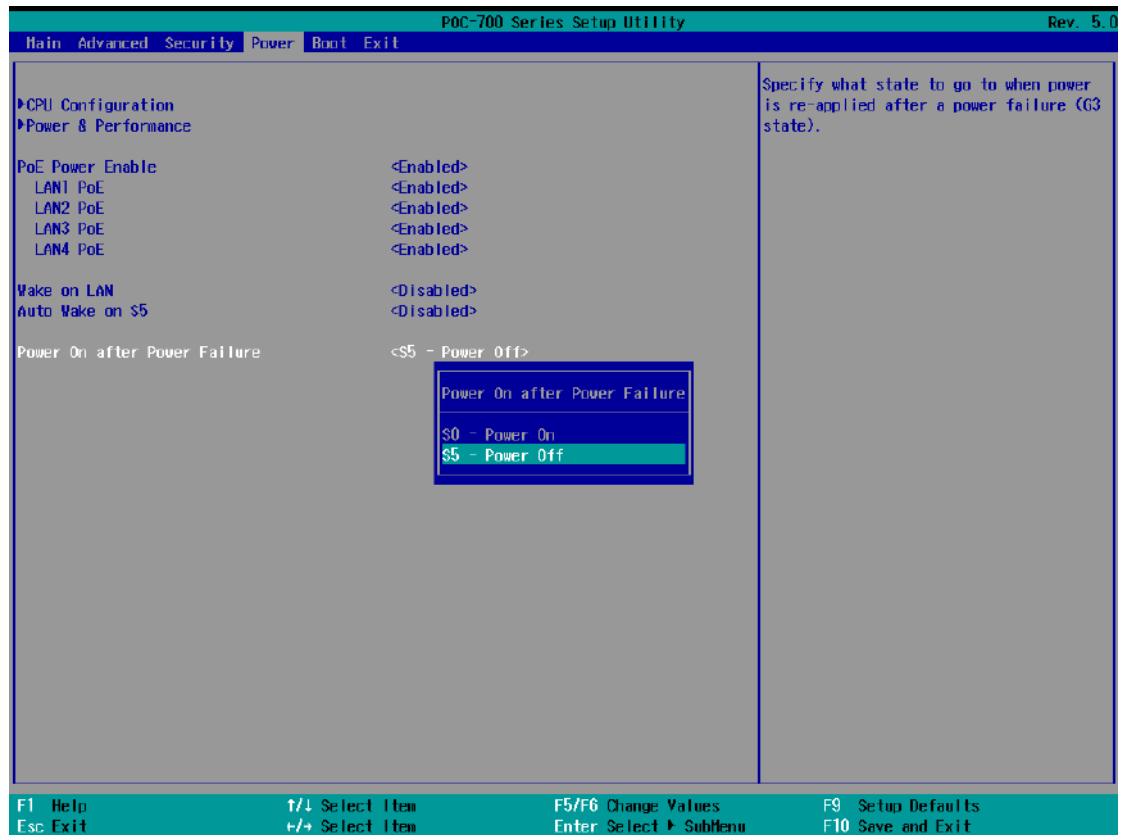 POC-700 Series Setup Utility Rev. 5.0
Main Advanced Security Power Boot Exit
Specify what state to go to when power
is re-applied after a power failure (G3
state).
▶CPU Configuration
▶Power & Performance
PoE Power Enable <Enabled>
LAN1 PoE <Enabled>
LAN2 PoE <Enabled>
LAN3 PoE <Enabled>
LAN4 PoE <Enabled>
Wake on LAN <Disabled>
Auto Wake on S5 <Disabled>
Power On after Power Failure <S5 - Power Off>
Power On after Power Failure
S0 - Power On
S5 - Power Off
F1 Help ↑/↓ Select Item F5/F6 Change Values F9 Setup Defaults
Esc Exit ←/→ Select Item Enter Select ▶ SubMenu F10 Save and Exit